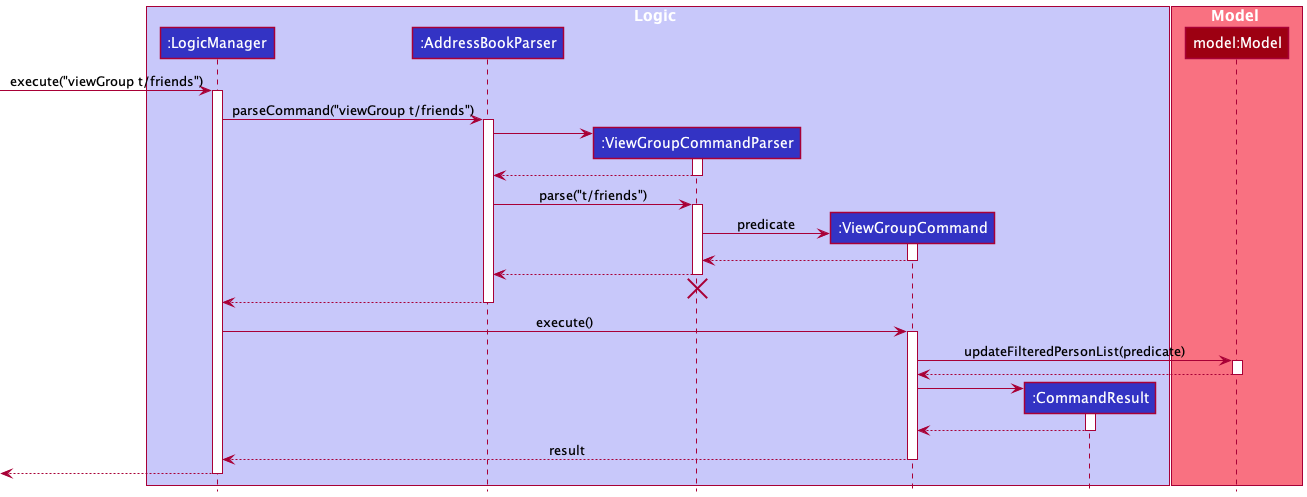 Logic
Model
:LogicManager
:AddressBookParser
model:Model
execute("viewGroup t/friends")
parseCommand("viewGroup t/friends")
:ViewGroupCommandParser
parse("t/friends")
predicate
:ViewGroupCommand
execute()
updateFilteredPersonList(predicate)
:CommandResult
result